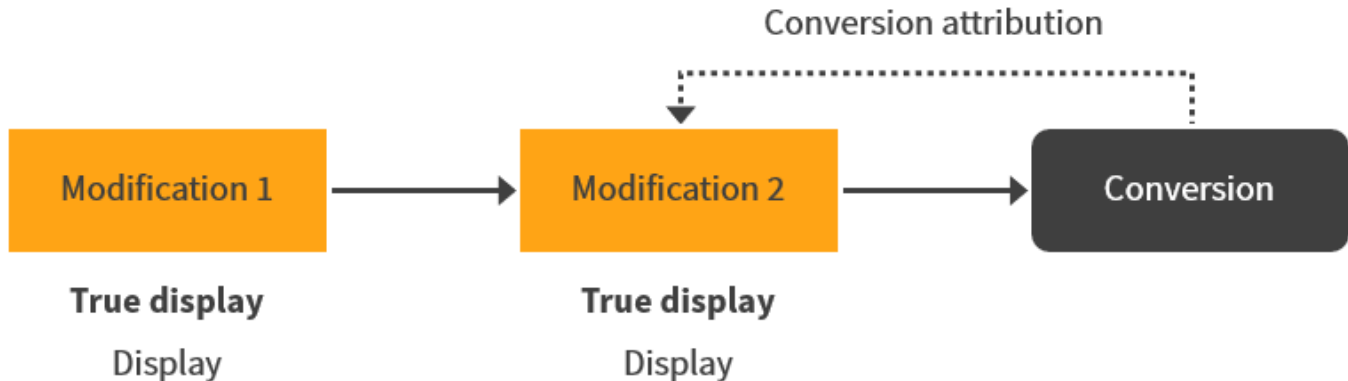 Conversion attribution
Modification 1
Modification 2
Conversion
True display
True display
Display
Display